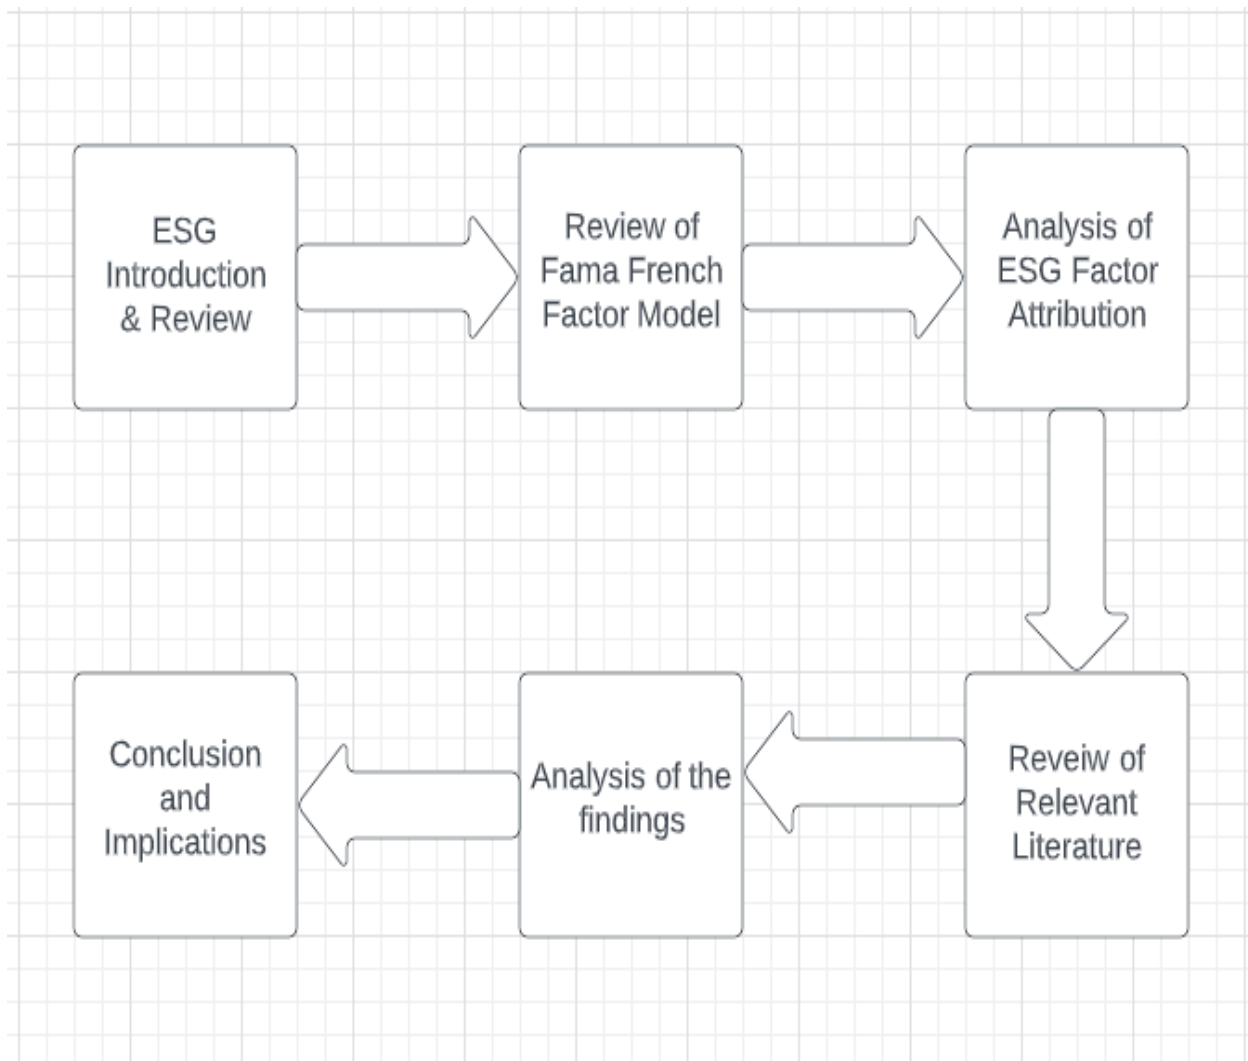 ESG
Introduction
& Review
Review of
Fama French
Factor Model
Analysis of
ESG Factor
Attribution
Reveiw of
Relevant
Literature
Analysis of the
findings
Conclusion
and
Implications